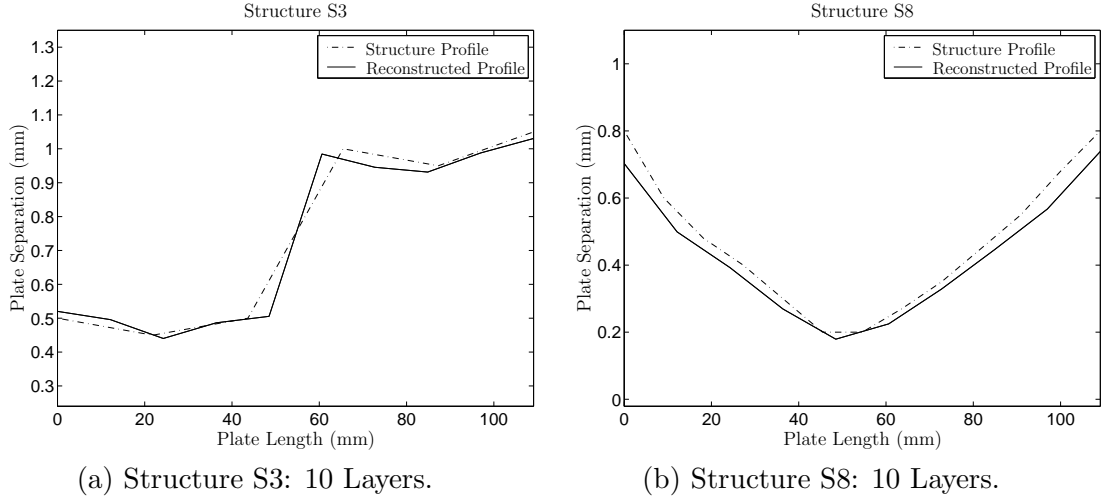 Structure S3
Structure Profile
Reconstructed Profile
1.3
1.2
1.1
1
0.9
0.8
0.7
0.6
0.5
0.4
0.3
Plate Separation (mm)
0 20 40 60 80 100
Plate Length (mm)
(a) Structure S3: 10 Layers.
Structure S8
Structure Profile
Reconstructed Profile
1
0.8
0.6
0.4
0.2
0
Plate Separation (mm)
0 20 40 60 80 100
Plate Length (mm)
(b) Structure S8: 10 Layers.